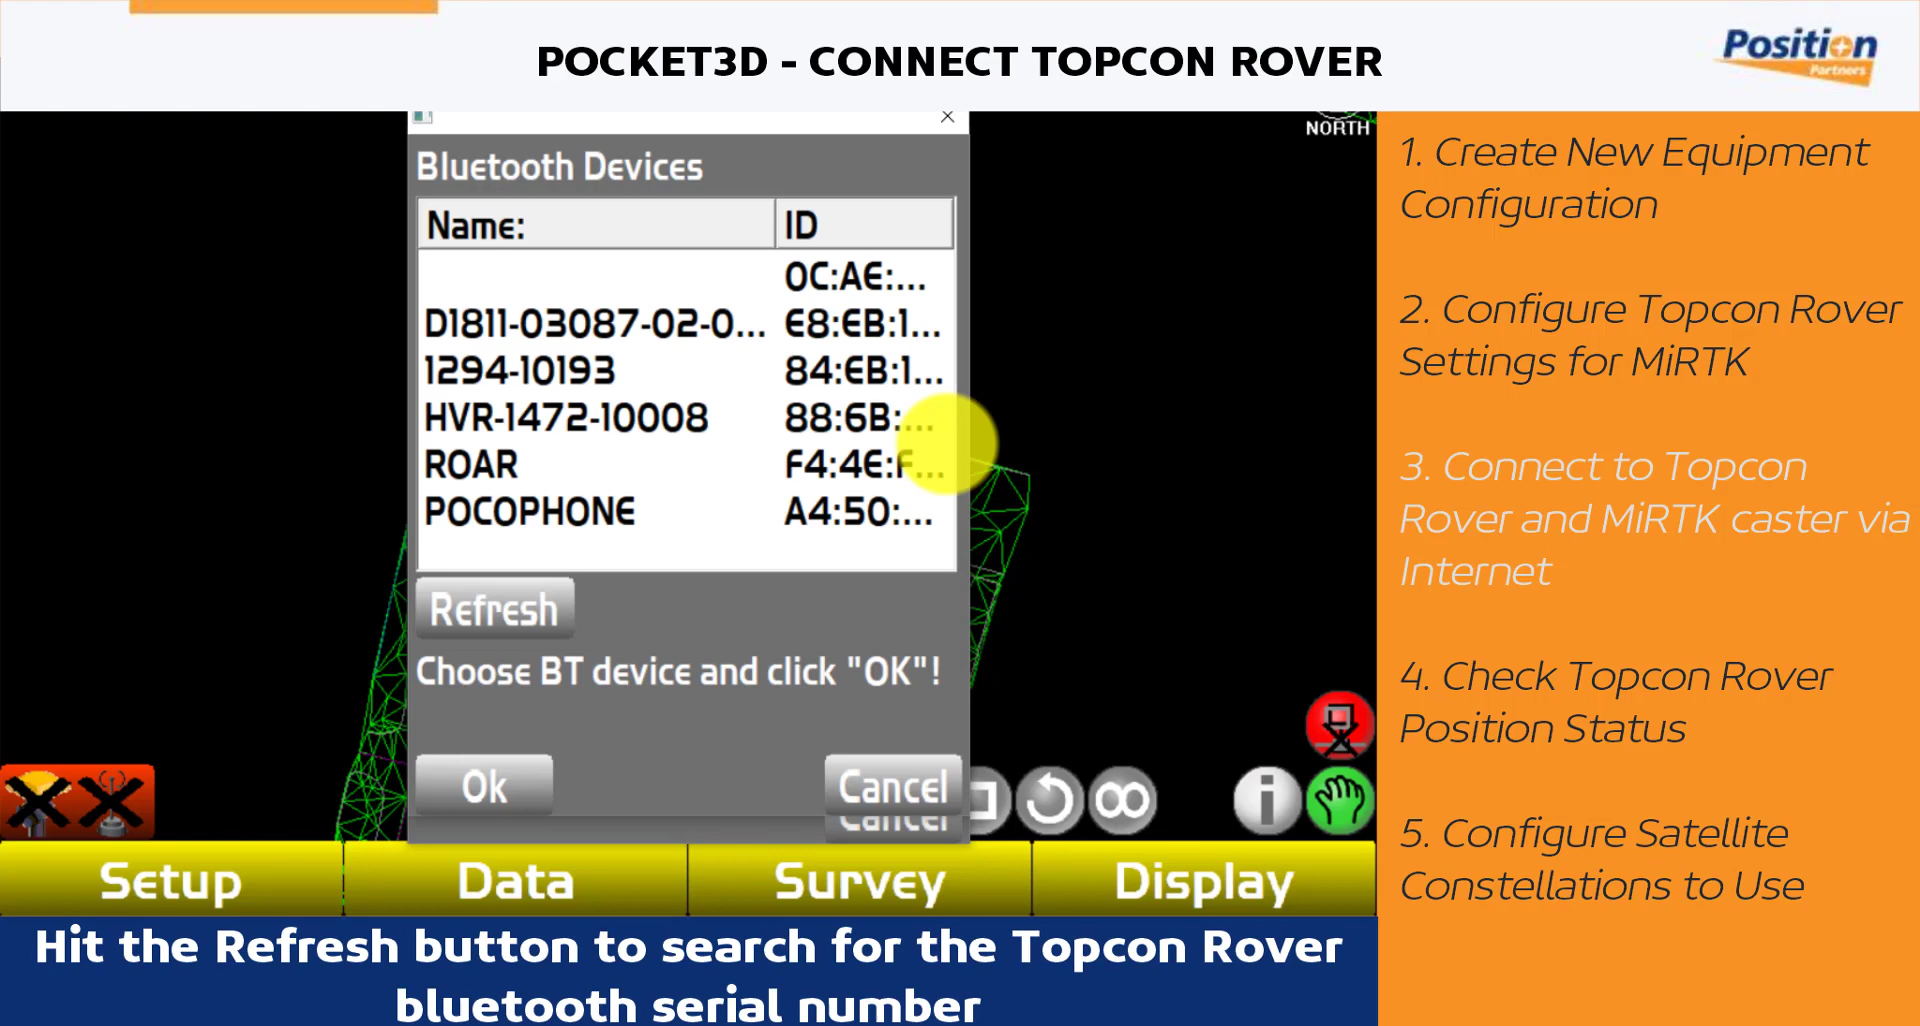 POCKET3D - CONNECT TOPCON ROVER
Position
Partners
NORTH
Bluetooth Devices
Name: ID
0C:AE:...
D1811-03087-02-0... E8:EB:1...
1294-10193 84:EB:1...
HVR-1472-10008 88:6B:...
ROAR F4:4E:F...
POCOPHONE A4:50:...
Refresh
Choose BT device and click "OK"!
Ok Cancel
Cancel
Setup Data Survey Display
Hit the Refresh button to search for the Topcon Rover
bluetooth serial number
1. Create New Equipment
Configuration
2. Configure Topcon Rover
Settings for MiRTK
3. Connect to Topcon
Rover and MiRTK caster via
Internet
4. Check Topcon Rover
Position Status
5. Configure Satellite
Constellations to Use